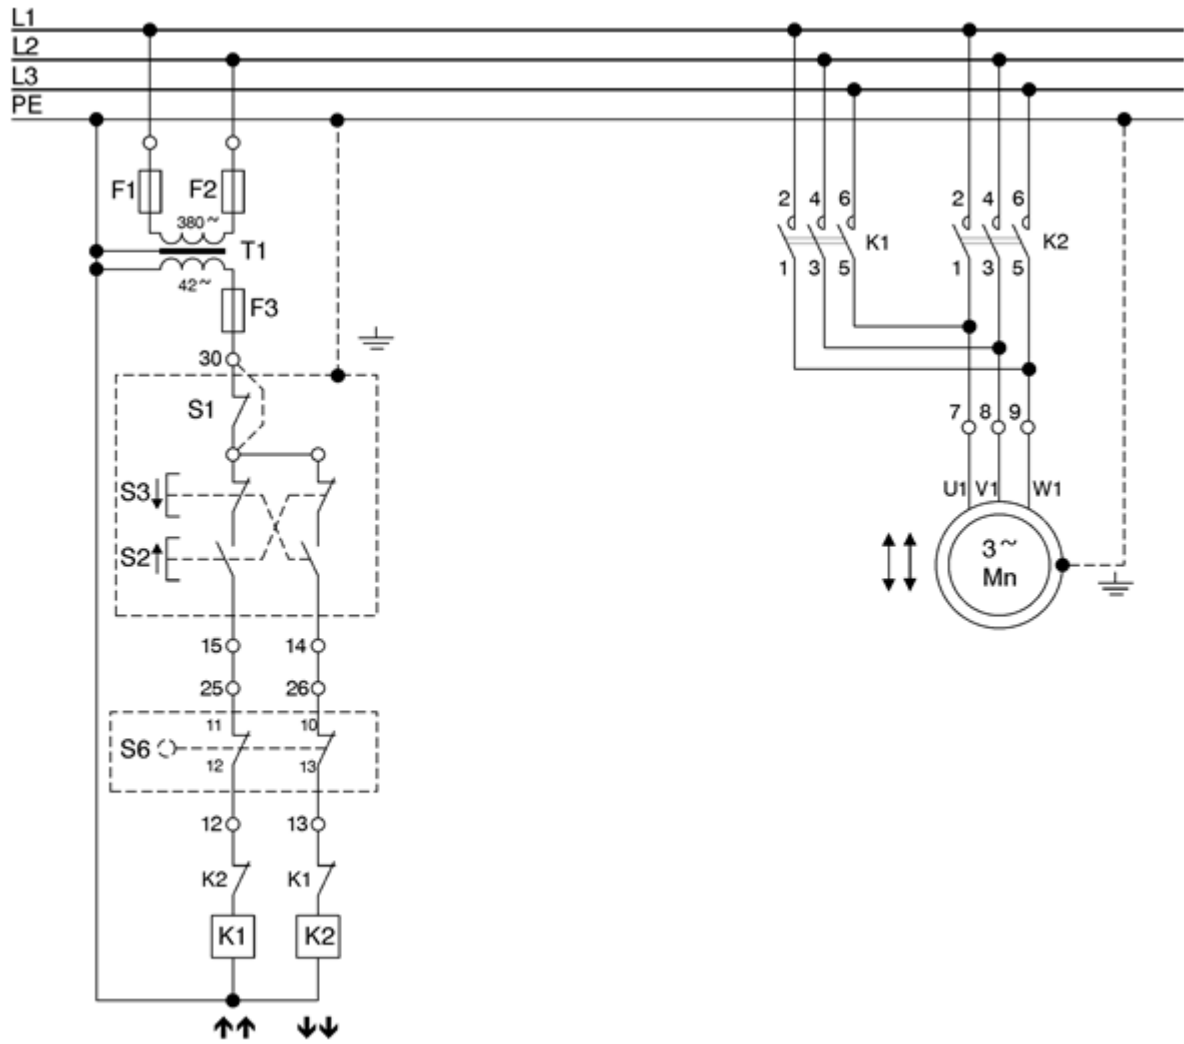 L1
L2
L3
PE
F1 F2
380~
T1
42~
F3
30
S1
S3
S2
15 14
25 26
11 10
S6
12 13
12 13
K2 K1
K1 K2
2 4 6 2 4 6
K1 K2
1 3 5 1 3 5
7 8 9
U1 V1 W1
3~
Mn